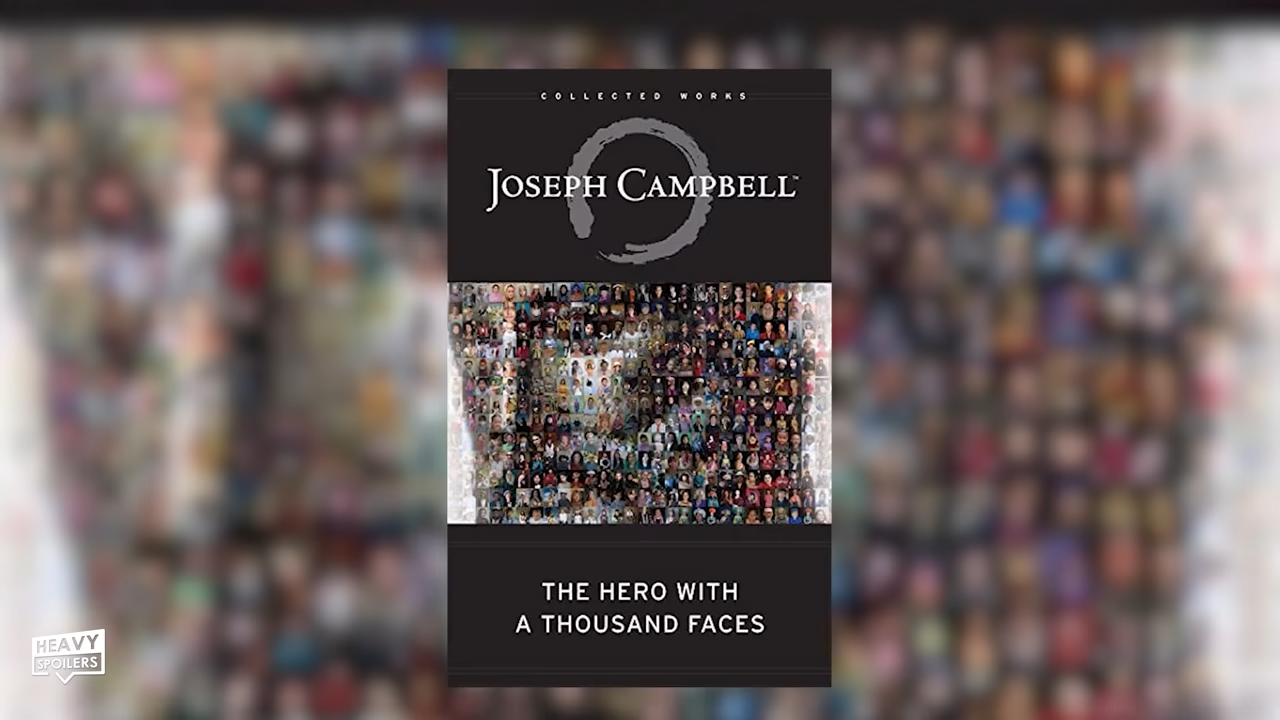 COLLECTED WORKS
JOSEPH CAMPBELL™
THE HERO WITH
A THOUSAND FACES
HEAVY
SPOILERS